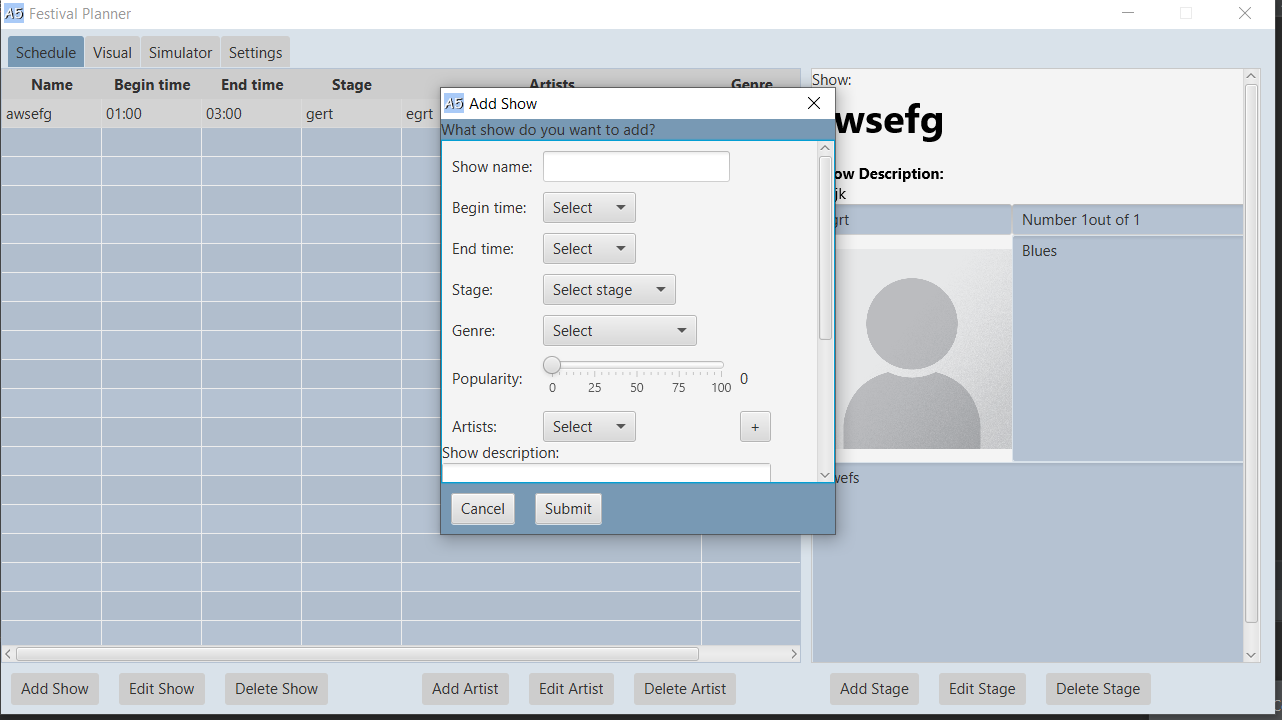 A5 Festival Planner
Schedule Visual Simulator Settings
Name Begin time End time Stage Artists Genre
awsefg 01:00 03:00 gert egrt
A5 Add Show
What show do you want to add?
Show name:
Begin time: Select
End time: Select
Stage: Select stage
Genre: Select
Popularity: 0 25 50 75 100 0
Artists: Select +
Show description:
Cancel Submit
Show:
wsefg
ow Description:
jk
rt Number 1out of 1
Blues
wefs
Add Show Edit Show Delete Show Add Artist Edit Artist Delete Artist Add Stage Edit Stage Delete Stage